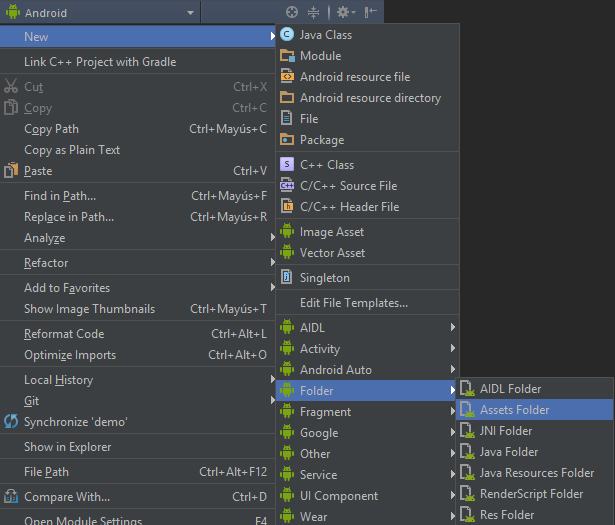 Android
New
Link C++ Project with Gradle
Cut Ctrl+X
Copy Ctrl+C
Copy Path Ctrl+Mayús+C
Copy as Plain Text
Paste Ctrl+V
Find in Path... Ctrl+Mayús+F
Replace in Path... Ctrl+Mayús+R
Analyze
Refactor
Add to Favorites
Show Image Thumbnails Ctrl+Mayús+T
Reformat Code Ctrl+Alt+L
Optimize Imports Ctrl+Alt+O
Local History
Git
Synchronize 'demo'
Show in Explorer
File Path Ctrl+Alt+F12
Compare With... Ctrl+D
Open Module Settings F4
Java Class
Module
Android resource file
Android resource directory
File
Package
C++ Class
C/C++ Source File
C/C++ Header File
Image Asset
Vector Asset
Singleton
Edit File Templates...
AIDL
Activity
Android Auto
Folder
Fragment
Google
Other
Service
UI Component
Wear
AIDL Folder
Assets Folder
JNI Folder
Java Folder
Java Resources Folder
RenderScript Folder
Res Folder